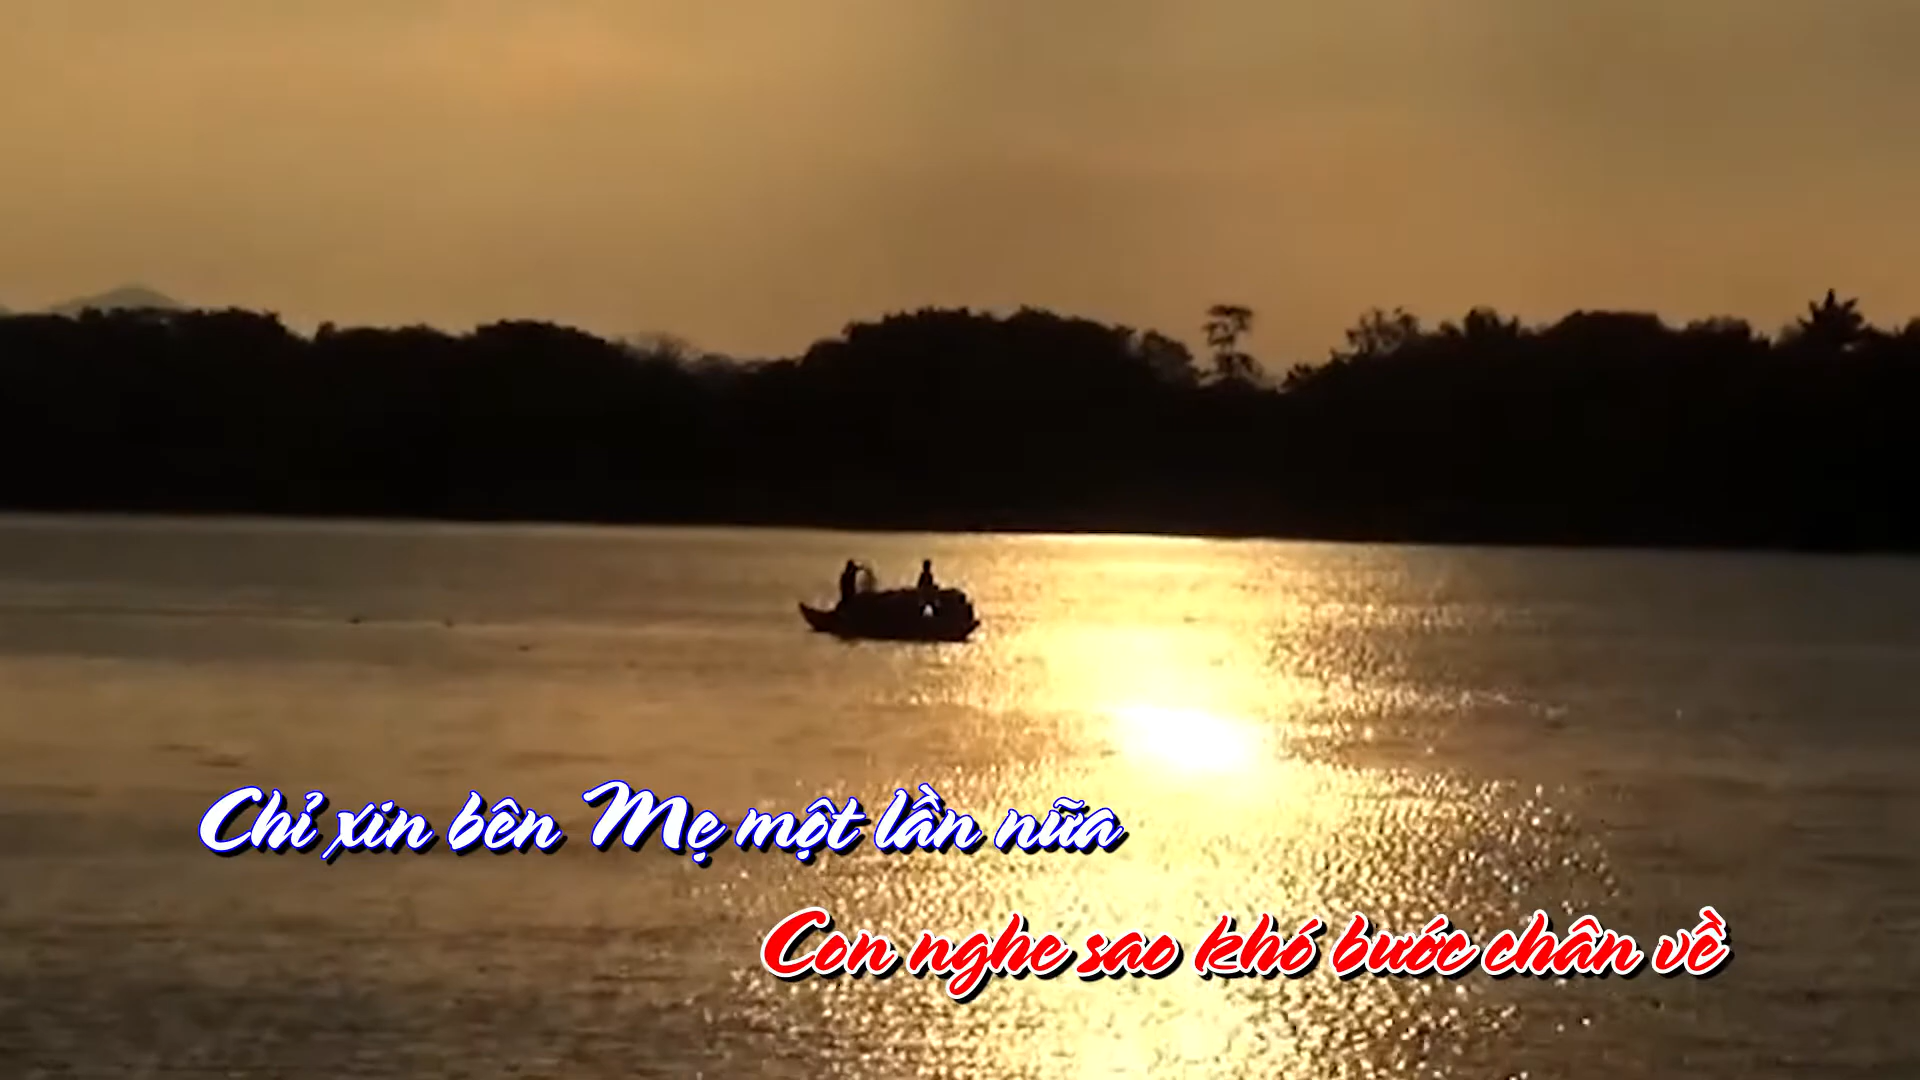 Chỉ xin bên Mẹ một lần nữa
Con nghe sao khó bước chân về